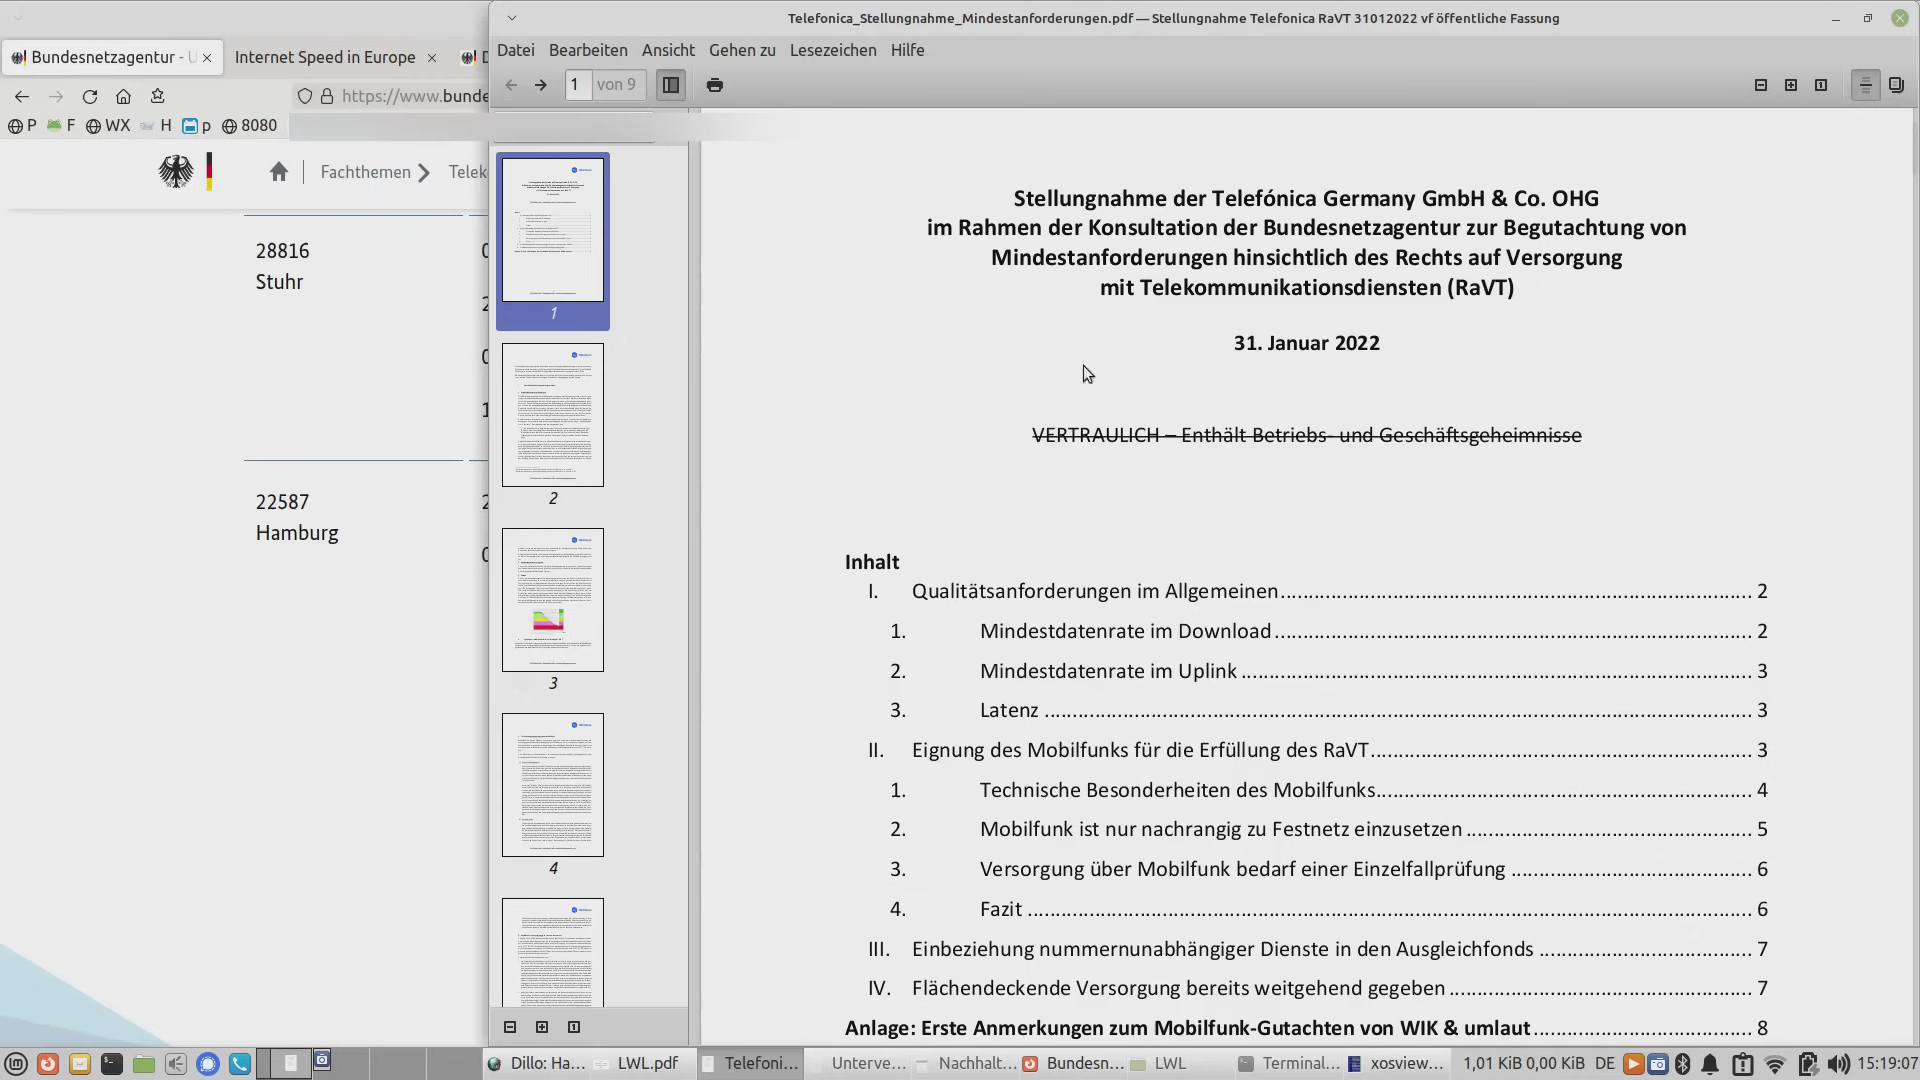 Telefonica_Stellungnahme_Mindestanforderungen.pdf — Stellungnahme Telefonica RaVT 31012022 vf öffentliche Fassung
Bundesnetzagentur - U
Internet Speed in Europe
D
https://www.bunde
P F WX H p 8080
Fachthemen
Telek
28816
Stuhr
22587
Hamburg
Datei Bearbeiten Ansicht Gehen zu Lesezeichen Hilfe
1 von 9
1
2
3
4
Stellungnahme der Telefónica Germany GmbH & Co. OHG
im Rahmen der Konsultation der Bundesnetzagentur zur Begutachtung von
Mindestanforderungen hinsichtlich des Rechts auf Versorgung
mit Telekommunikationsdiensten (RaVT)
31. Januar 2022
VERTRAULICH – Enthält Betriebs- und Geschäftsgeheimnisse
Inhalt
I. Qualitätsanforderungen im Allgemeinen 2
1. Mindestdatenrate im Download 2
2. Mindestdatenrate im Uplink 3
3. Latenz 3
II. Eignung des Mobilfunks für die Erfüllung des RaVT 3
1. Technische Besonderheiten des Mobilfunks 4
2. Mobilfunk ist nur nachrangig zu Festnetz einzusetzen 5
3. Versorgung über Mobilfunk bedarf einer Einzelfallprüfung 6
4. Fazit 6
III. Einbeziehung nummernunabhängiger Dienste in den Ausgleichfonds 7
IV. Flächendeckende Versorgung bereits weitgehend gegeben 7
Anlage: Erste Anmerkungen zum Mobilfunk-Gutachten von WIK & umlaut 8
Dillo: Ha... LWL.pdf Telefoni... Unterve... Nachhalt... Bundesn... LWL Terminal... xosview... 1,01 KiB 0,00 KiB DE 15:19:07